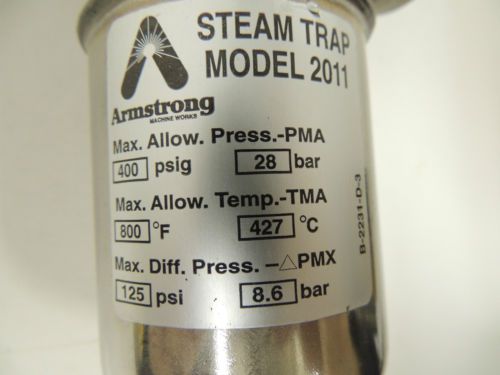 STEAM TRAP
MODEL 2011
Armstrong
MACHINE WORKS
Max. Allow. Press.-PMA
400 psig 28 bar
Max. Allow. Temp.-TMA
800 °F 427 °C
Max. Diff. Press. –△PMX
125 psi 8.6 bar
B-2231-D-3